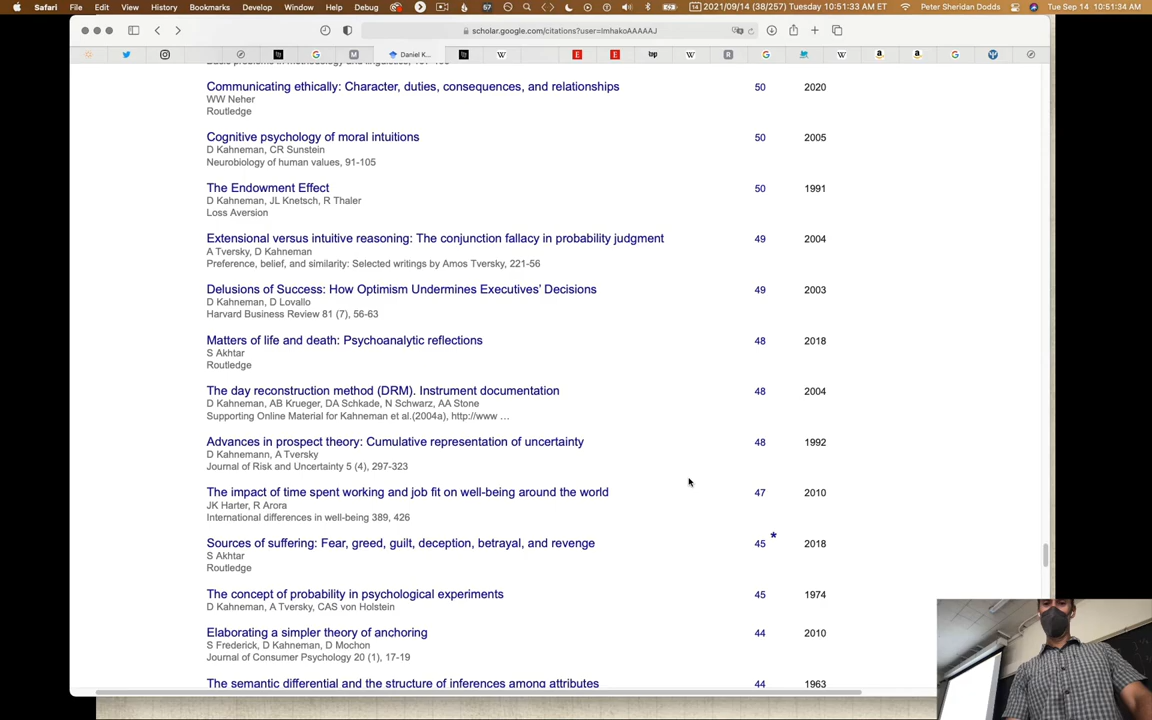 Safari File Edit View History Bookmarks Develop Window Help Debug 67 14 2021/09/14 (38/257) Tuesday 10:51:33 AM ET Peter Sheridan Dodds Tue Sep 14 10:51:34 AM
scholar.google.com/citations?user=ImhakoAAAAAJ
Daniel K...
Communicating ethically: Character, duties, consequences, and relationships 50 2020
WW Neher
Routledge
Cognitive psychology of moral intuitions 50 2005
D Kahneman, CR Sunstein
Neurobiology of human values, 91-105
The Endowment Effect 50 1991
D Kahneman, JL Knetsch, R Thaler
Loss Aversion
Extensional versus intuitive reasoning: The conjunction fallacy in probability judgment 49 2004
A Tversky, D Kahneman
Preference, belief, and similarity: Selected writings by Amos Tversky, 221-56
Delusions of Success: How Optimism Undermines Executives' Decisions 49 2003
D Kahneman, D Lovallo
Harvard Business Review 81 (7), 56-63
Matters of life and death: Psychoanalytic reflections 48 2018
S Akhtar
Routledge
The day reconstruction method (DRM). Instrument documentation 48 2004
D Kahneman, AB Krueger, DA Schkade, N Schwarz, AA Stone
Supporting Online Material for Kahneman et al.(2004a), http://www ...
Advances in prospect theory: Cumulative representation of uncertainty 48 1992
D Kahnemann, A Tversky
Journal of Risk and Uncertainty 5 (4), 297-323
The impact of time spent working and job fit on well-being around the world 47 2010
JK Harter, R Arora
International differences in well-being 389, 426
Sources of suffering: Fear, greed, guilt, deception, betrayal, and revenge 45 * 2018
S Akhtar
Routledge
The concept of probability in psychological experiments 45 1974
D Kahneman, A Tversky, CAS von Holstein
Elaborating a simpler theory of anchoring 44 2010
S Frederick, D Kahneman, D Mochon
Journal of Consumer Psychology 20 (1), 17-19
The semantic differential and the structure of inferences among attributes 44 1963